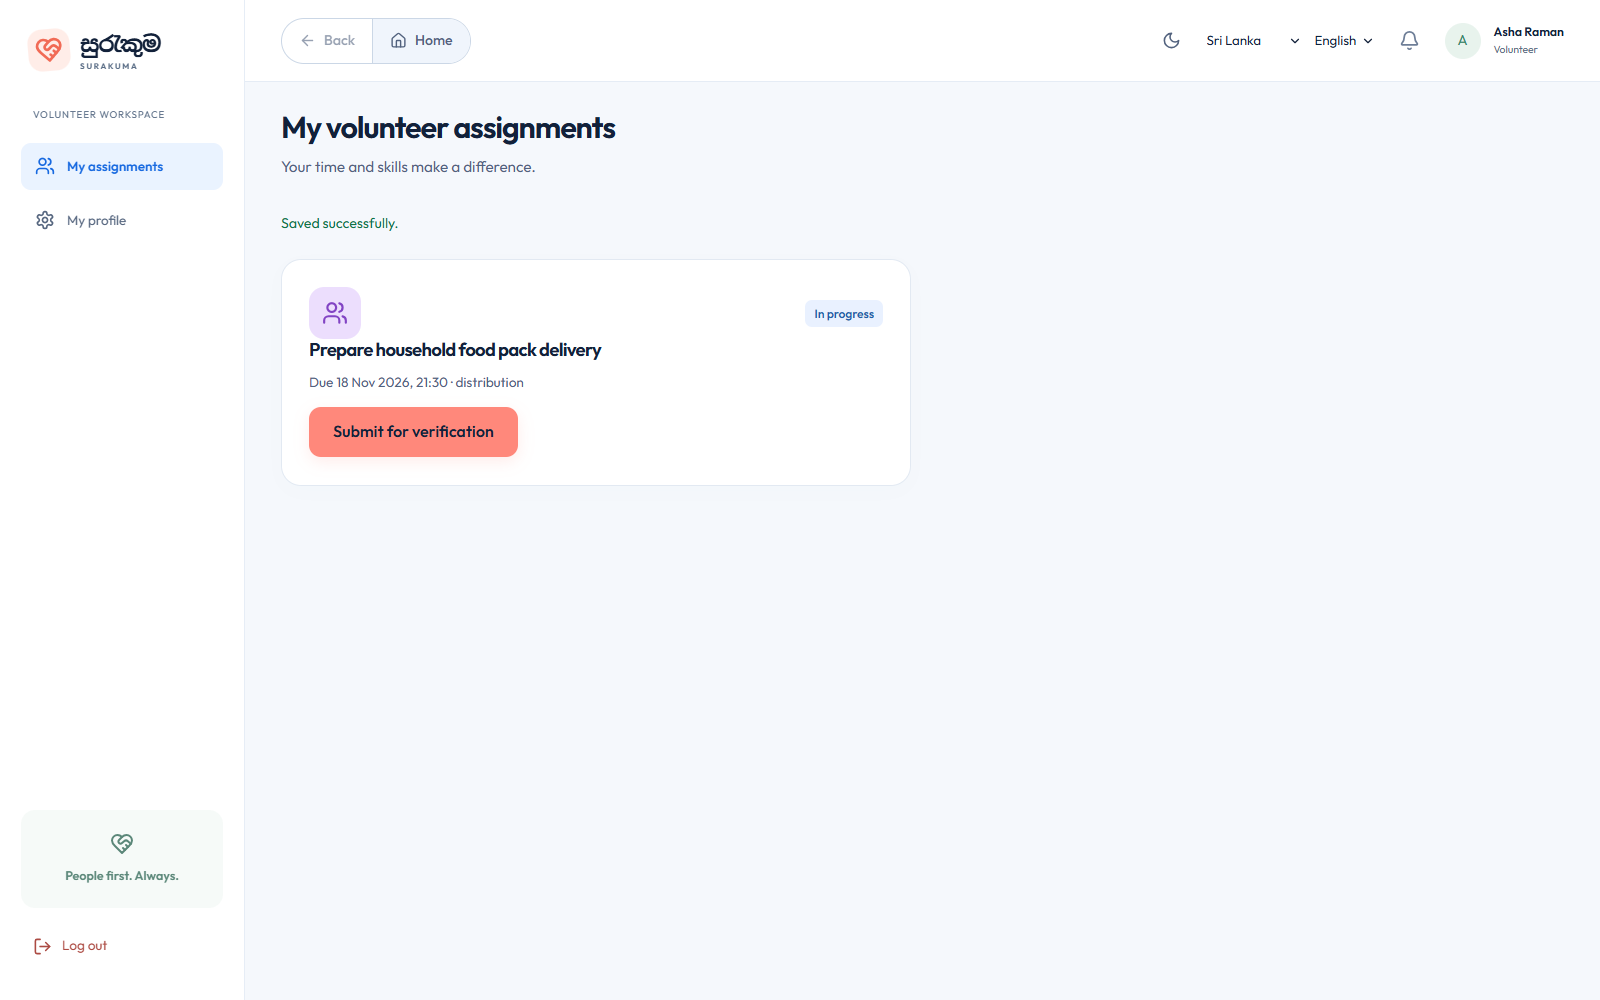 සුරැකුම
SURAKUMA
VOLUNTEER WORKSPACE
My assignments
My profile
People first. Always.
Log out
Back
Home
Sri Lanka
English
A
Asha Raman
Volunteer
My volunteer assignments
Your time and skills make a difference.
Saved successfully.
In progress
Prepare household food pack delivery
Due 18 Nov 2026, 21:30 · distribution
Submit for verification